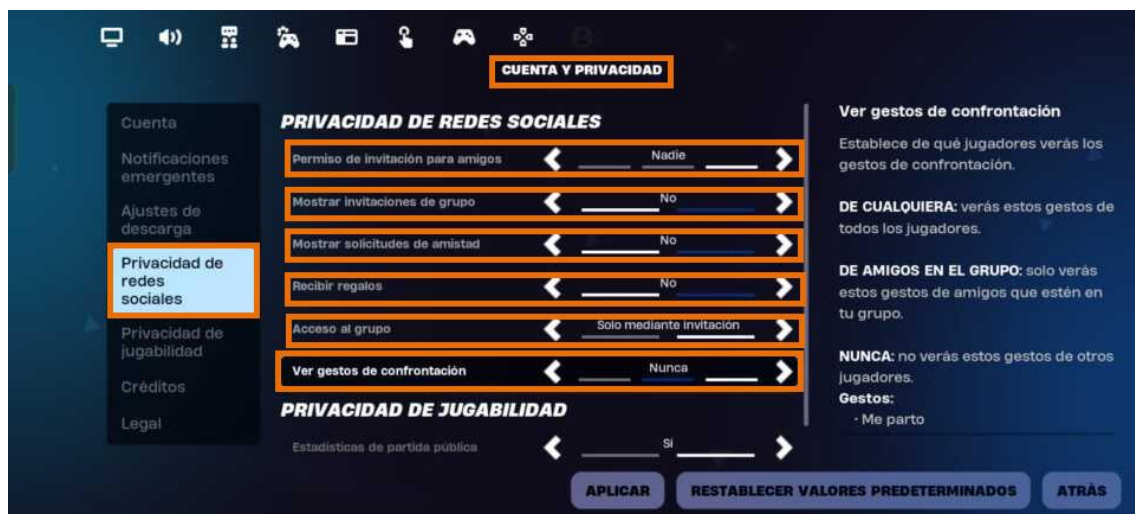 CUENTA Y PRIVACIDAD
Cuenta
Notificaciones
emergentes
Ajustes de
descarga
Privacidad de
redes
sociales
Privacidad de
jugabilidad
Créditos
Legal
PRIVACIDAD DE REDES SOCIALES
Permiso de invitación para amigos Nadie
Mostrar invitaciones de grupo No
Mostrar solicitudes de amistad No
Recibir regalos No
Acceso al grupo Solo mediante invitación
Ver gestos de confrontación Nunca
PRIVACIDAD DE JUGABILIDAD
Estadísticas de partida pública Sí
Ver gestos de confrontación
Establece de qué jugadores verás los
gestos de confrontación.
DE CUALQUIERA: verás estos gestos de
todos los jugadores.
DE AMIGOS EN EL GRUPO: solo verás
estos gestos de amigos que estén en
tu grupo.
NUNCA: no verás estos gestos de otros
jugadores.
Gestos:
· Me parto
APLICAR RESTABLECER VALORES PREDETERMINADOS ATRÁS